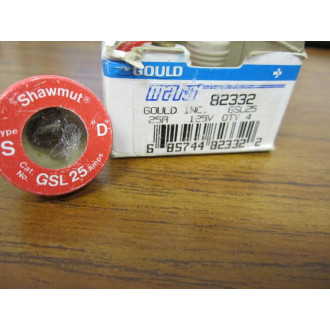 Shawmut®
Type "D"
S
Cat. No. GSL 25 Amps
GOULD
82332
GOULD INC. GSL25
25A 125V QTY 4
6 85744 82332 2